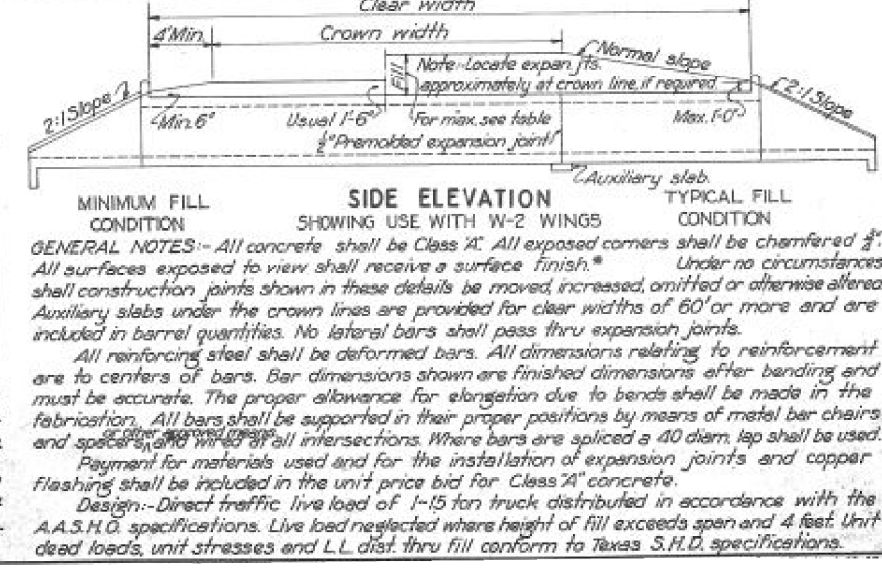 Clear width
4'Min.
Crown width
Normal slope
Fill
Note:-Locate expan. jts.
approximately at crown line, if required.
2:1 Slope
2:1 Slope
Min. 6"
Usual 1'-6"
For max. see table
Max. 1'-0"
½" Premolded expansion joint
Auxiliary slab.
MINIMUM FILL
CONDITION
SIDE ELEVATION
SHOWING USE WITH W-2 WINGS
TYPICAL FILL
CONDITION
GENERAL NOTES:- All concrete shall be Class "A". All exposed corners shall be chamfered ¾".
All surfaces exposed to view shall receive a surface finish.* Under no circumstances
shall construction joints shown in these details be moved, increased, omitted or otherwise altered
Auxiliary slabs under the crown lines are provided for clear widths of 60' or more and are
included in barrel quantities. No lateral bars shall pass thru expansion joints.
All reinforcing steel shall be deformed bars. All dimensions relating to reinforcement
are to centers of bars. Bar dimensions shown are finished dimensions after bending and
must be accurate. The proper allowance for elongation due to bends shall be made in the
fabrication. All bars shall be supported in their proper positions by means of metal bar chairs
or other approved means
and spacers, and wired at all intersections. Where bars are spliced a 40 diam. lap shall be used.
Payment for materials used and for the installation of expansion joints and copper
flashing shall be included in the unit price bid for Class "A" concrete.
Design:- Direct traffic live load of 1-15 ton truck distributed in accordance with the
A.A.S.H.O. specifications. Live load neglected where height of fill exceeds span and 4 feet. Unit
dead loads, unit stresses and L.L. dist. thru fill conform to Texas S.H.D. specifications.